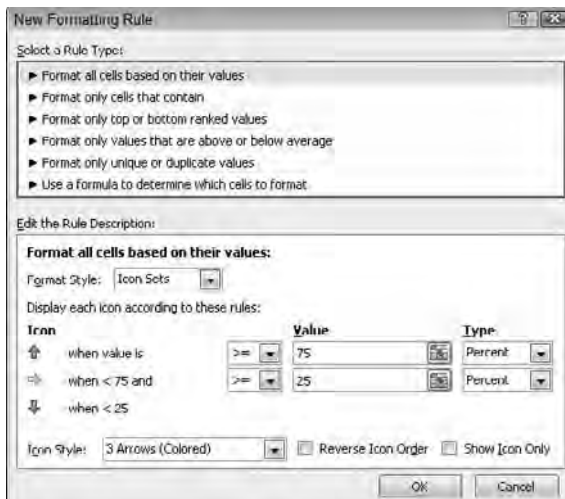 New Formatting Rule
Select a Rule Type:
► Format all cells based on their values
► Format only cells that contain
► Format only top or bottom ranked values
► Format only values that are above or below average
► Format only unique or duplicate values
► Use a formula to determine which cells to format
Edit the Rule Description:
Format all cells based on their values:
Format Style: Icon Sets
Display each icon according to these rules:
Icon Value Type
when value is >= 75 Percent
when < 75 and >= 25 Percent
when < 25
Icon Style: 3 Arrows (Colored) Reverse Icon Order Show Icon Only
OK Cancel